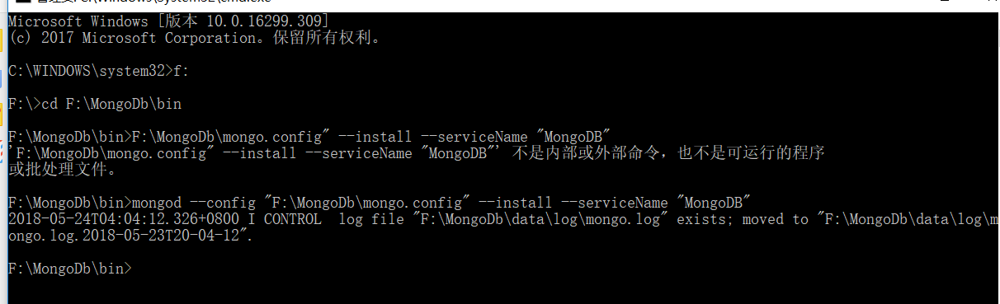 Microsoft Windows [版本 10.0.16299.309]
(c) 2017 Microsoft Corporation。保留所有权利。
C:\WINDOWS\system32>f:
F:\>cd F:\MongoDb\bin
F:\MongoDb\bin>F:\MongoDb\mongo.config" --install --serviceName "MongoDB"
'F:\MongoDb\mongo.config" --install --serviceName "MongoDB"' 不是内部或外部命令，也不是可运行的程序
或批处理文件。
F:\MongoDb\bin>mongod --config "F:\MongoDb\mongo.config" --install --serviceName "MongoDB"
2018-05-24T04:04:12.326+0800 I CONTROL  log file "F:\MongoDb\data\log\mongo.log" exists; moved to "F:\MongoDb\data\log\m
ongo.log.2018-05-23T20-04-12".
F:\MongoDb\bin>